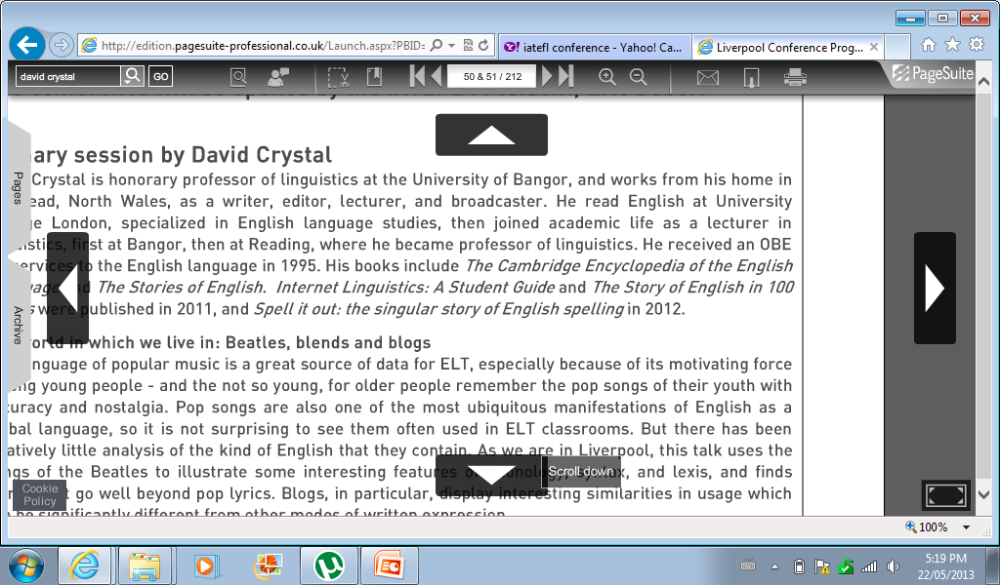 http://edition.pagesuite-professional.co.uk/Launch.aspx?PBID=
iatefl conference - Yahoo! Ca...
Liverpool Conference Prog...
david crystal
GO
50 & 51 / 212
PageSuite
ary session by David Crystal
Crystal is honorary professor of linguistics at the University of Bangor, and works from his home in
ead, North Wales, as a writer, editor, lecturer, and broadcaster. He read English at University
ge London, specialized in English language studies, then joined academic life as a lecturer in
istics, first at Bangor, then at Reading, where he became professor of linguistics. He received an OBE
ervices to the English language in 1995. His books include The Cambridge Encyclopedia of the English
The Stories of English. Internet Linguistics: A Student Guide and The Story of English in 100
were published in 2011, and Spell it out: the singular story of English spelling in 2012.
world in which we live in: Beatles, blends and blogs
nguage of popular music is a great source of data for ELT, especially because of its motivating force
ng young people - and the not so young, for older people remember the pop songs of their youth with
curacy and nostalgia. Pop songs are also one of the most ubiquitous manifestations of English as a
bal language, so it is not surprising to see them often used in ELT classrooms. But there has been
atively little analysis of the kind of English that they contain. As we are in Liverpool, this talk uses the
ngs of the Beatles to illustrate some interesting features and lexis, and finds
go well beyond pop lyrics. Blogs, in particular, display interesting similarities in usage which
be significantly different from other modes of written expression.
Pages
Archive
Scroll down
Cookie
Policy
100%
5:19 PM
22/05/2013